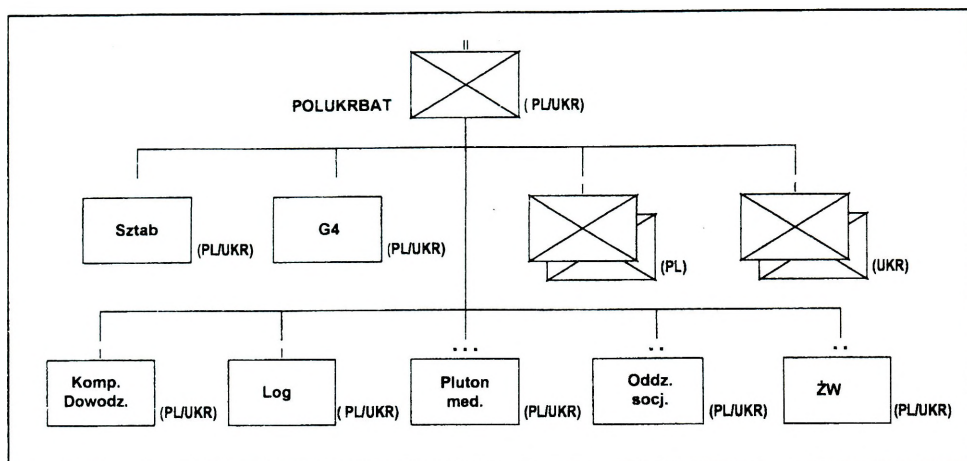 POLUKRBAT
( PL/UKR)
Sztab
(PL/UKR)
G4
(PL/UKR)
(PL)
(UKR)
Komp.
Dowodz.
(PL/UKR)
Log
( PL/UKR)
Pluton
med.
(PL/UKR)
Oddz.
socj.
(PL/UKR)
ŻW
(PL/UKR)